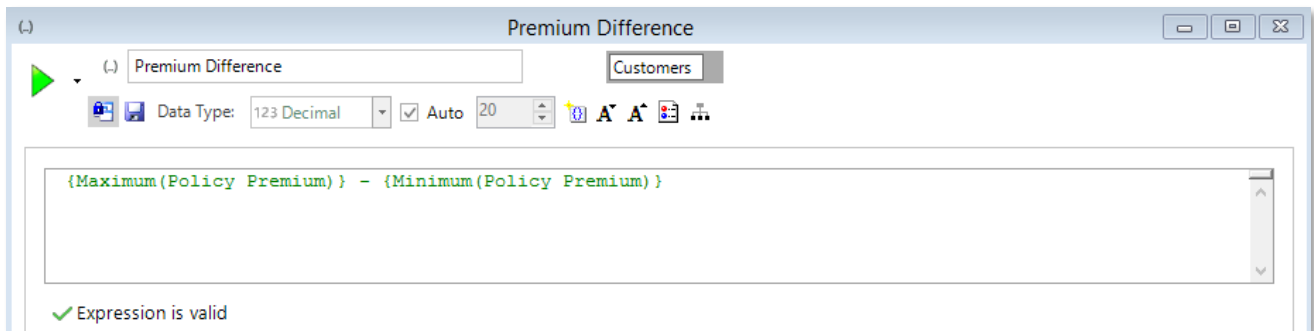 (..) Premium Difference
(..) Premium Difference Customers
Data Type: 123 Decimal Auto 20 {} A A
{Maximum(Policy Premium)} - {Minimum(Policy Premium)}
Expression is valid